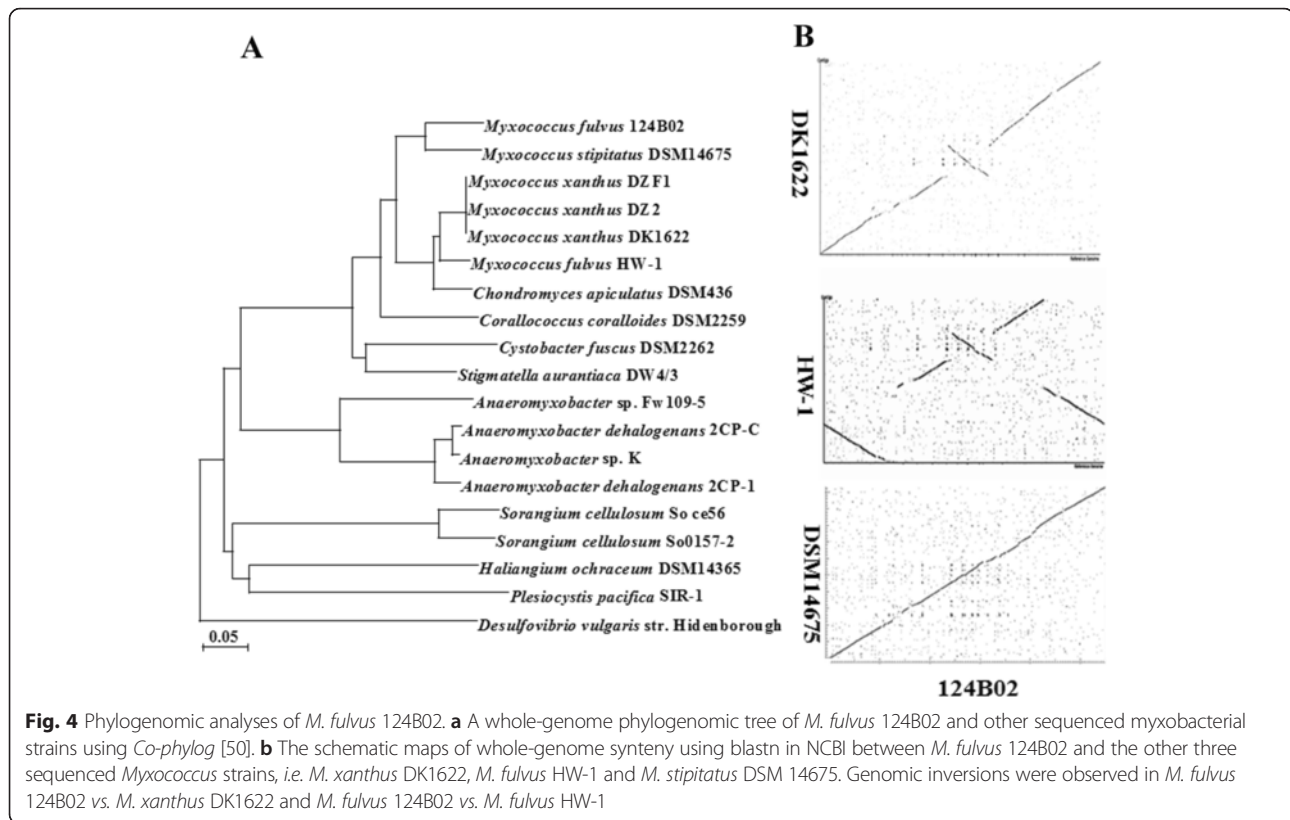 A
B
Myxococcus fulvus 124B02
Myxococcus stipitatus DSM14675
Myxococcus xanthus DZF1
Myxococcus xanthus DZ2
Myxococcus xanthus DK1622
Myxococcus fulvus HW-1
Chondromyces apiculatus DSM436
Corallococcus coralloides DSM2259
Cystobacter fuscus DSM2262
Stigmatella aurantiaca DW4/3
Anaeromyxobacter sp. Fw109-5
Anaeromyxobacter dehalogenans 2CP-C
Anaeromyxobacter sp. K
Anaeromyxobacter dehalogenans 2CP-1
Sorangium cellulosum So ce56
Sorangium cellulosum So0157-2
Haliangium ochraceum DSM14365
Plesiocystis pacifica SIR-1
Desulfovibrio vulgaris str. Hidenborough
0.05
DK1622
HW-1
DSM14675
124B02
Fig. 4 Phylogenomic analyses of M. fulvus 124B02. a A whole-genome phylogenomic tree of M. fulvus 124B02 and other sequenced myxobacterial
strains using Co-phylog [50]. b The schematic maps of whole-genome synteny using blastn in NCBI between M. fulvus 124B02 and the other three
sequenced Myxococcus strains, i.e. M. xanthus DK1622, M. fulvus HW-1 and M. stipitatus DSM 14675. Genomic inversions were observed in M. fulvus
124B02 vs. M. xanthus DK1622 and M. fulvus 124B02 vs. M. fulvus HW-1